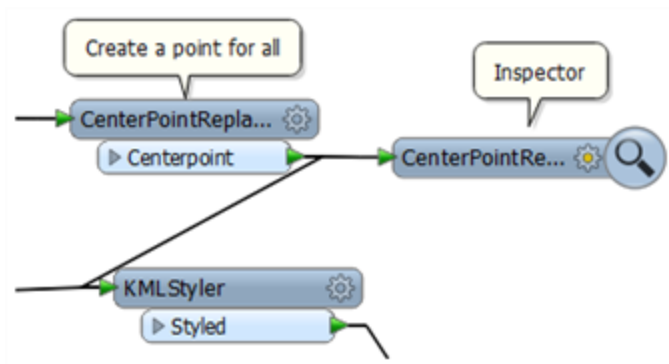 Create a point for all
Inspector
CenterPointRepla...
Centerpoint
CenterPointRe...
KMLStyler
Styled